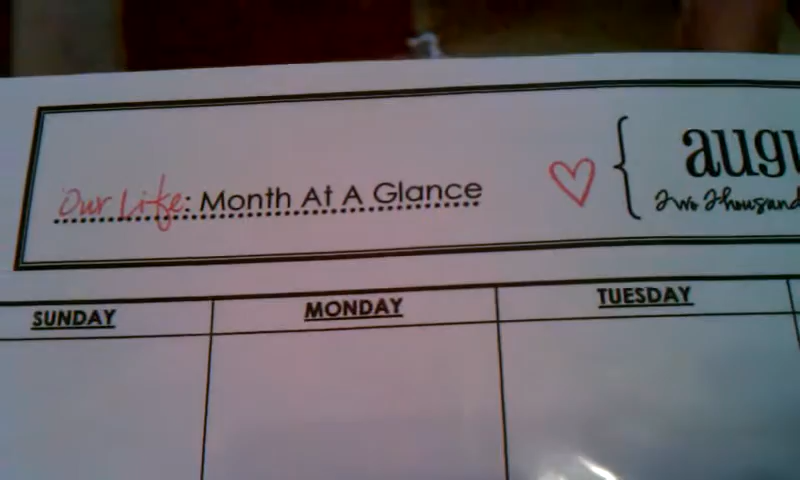 Our Life: Month At A Glance
augu
Two Thousand
SUNDAY MONDAY TUESDAY